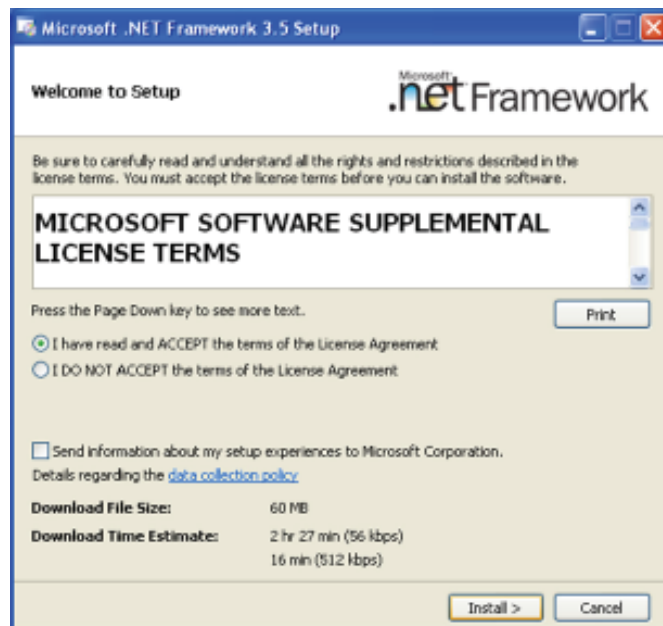 Microsoft .NET Framework 3.5 Setup
Welcome to Setup
Microsoft
.net Framework
Be sure to carefully read and understand all the rights and restrictions described in the
license terms. You must accept the license terms before you can install the software.
MICROSOFT SOFTWARE SUPPLEMENTAL
LICENSE TERMS
Press the Page Down key to see more text.
Print
I have read and ACCEPT the terms of the License Agreement
I DO NOT ACCEPT the terms of the License Agreement
Send information about my setup experiences to Microsoft Corporation.
Details regarding the data collection policy
Download File Size: 60 MB
Download Time Estimate: 2 hr 27 min (56 kbps)
16 min (512 kbps)
Install > Cancel